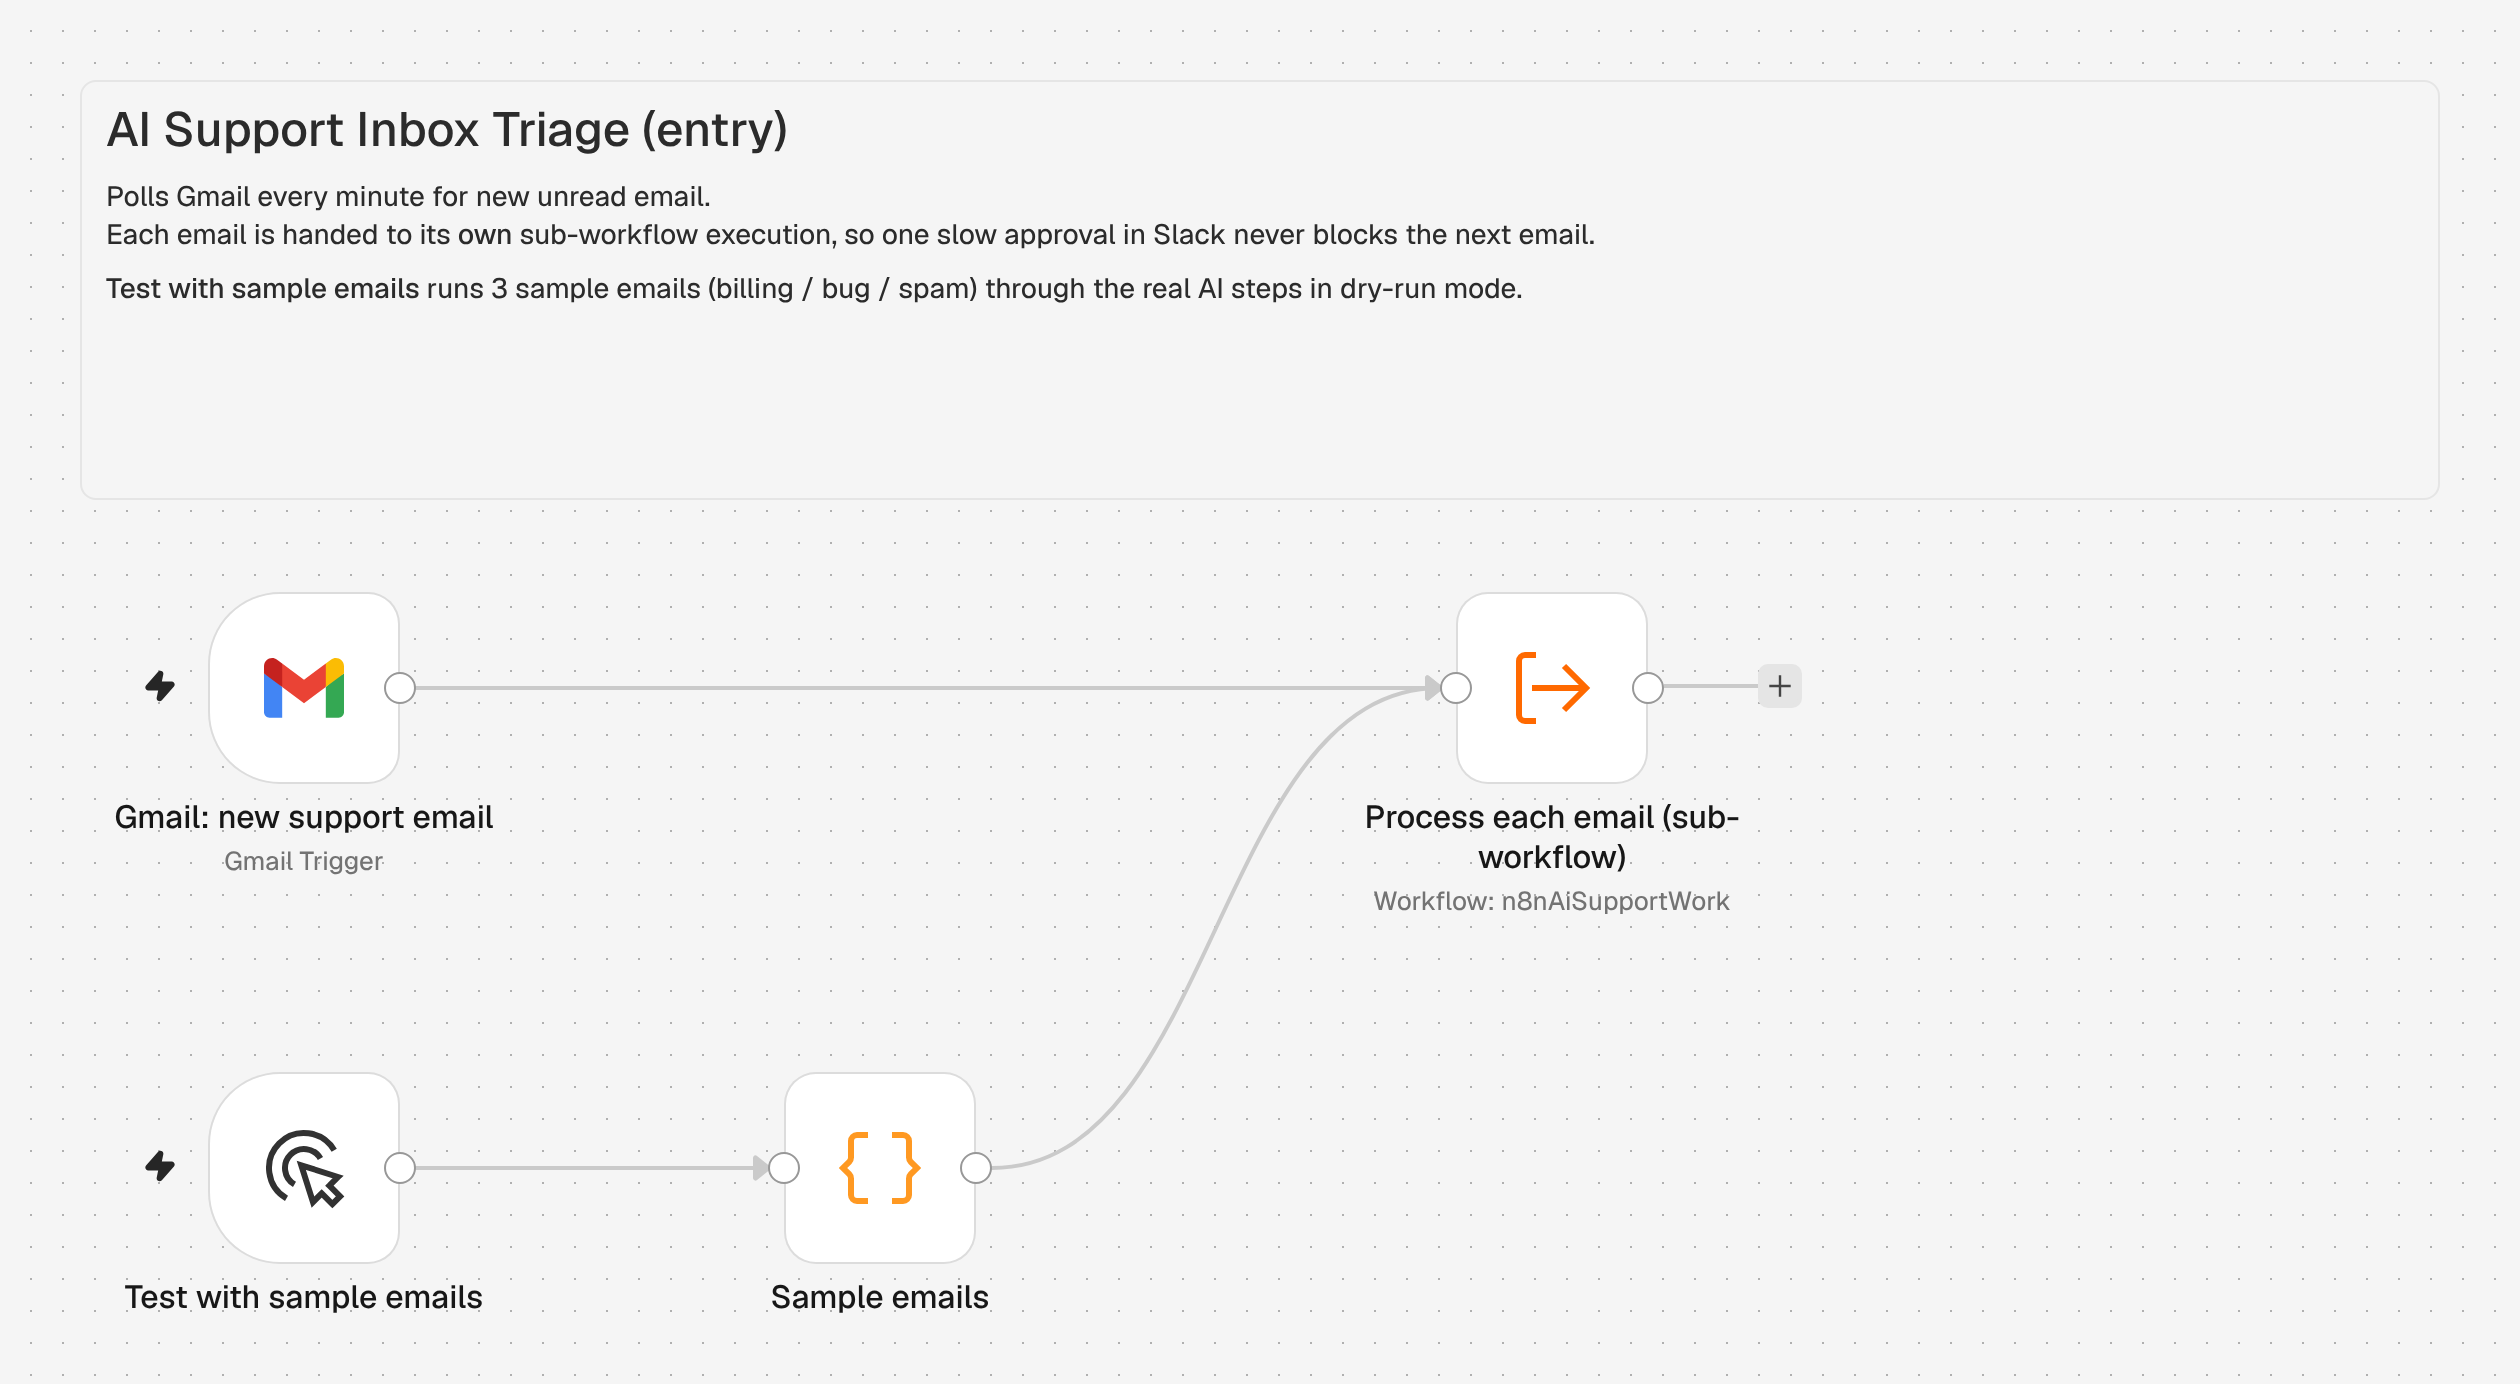 AI Support Inbox Triage (entry)
Polls Gmail every minute for new unread email.
Each email is handed to its own sub-workflow execution, so one slow approval in Slack never blocks the next email.
Test with sample emails runs 3 sample emails (billing / bug / spam) through the real AI steps in dry-run mode.
Gmail: new support email
Gmail Trigger
Process each email (sub-
workflow)
Workflow: n8nAiSupportWork
Test with sample emails
Sample emails